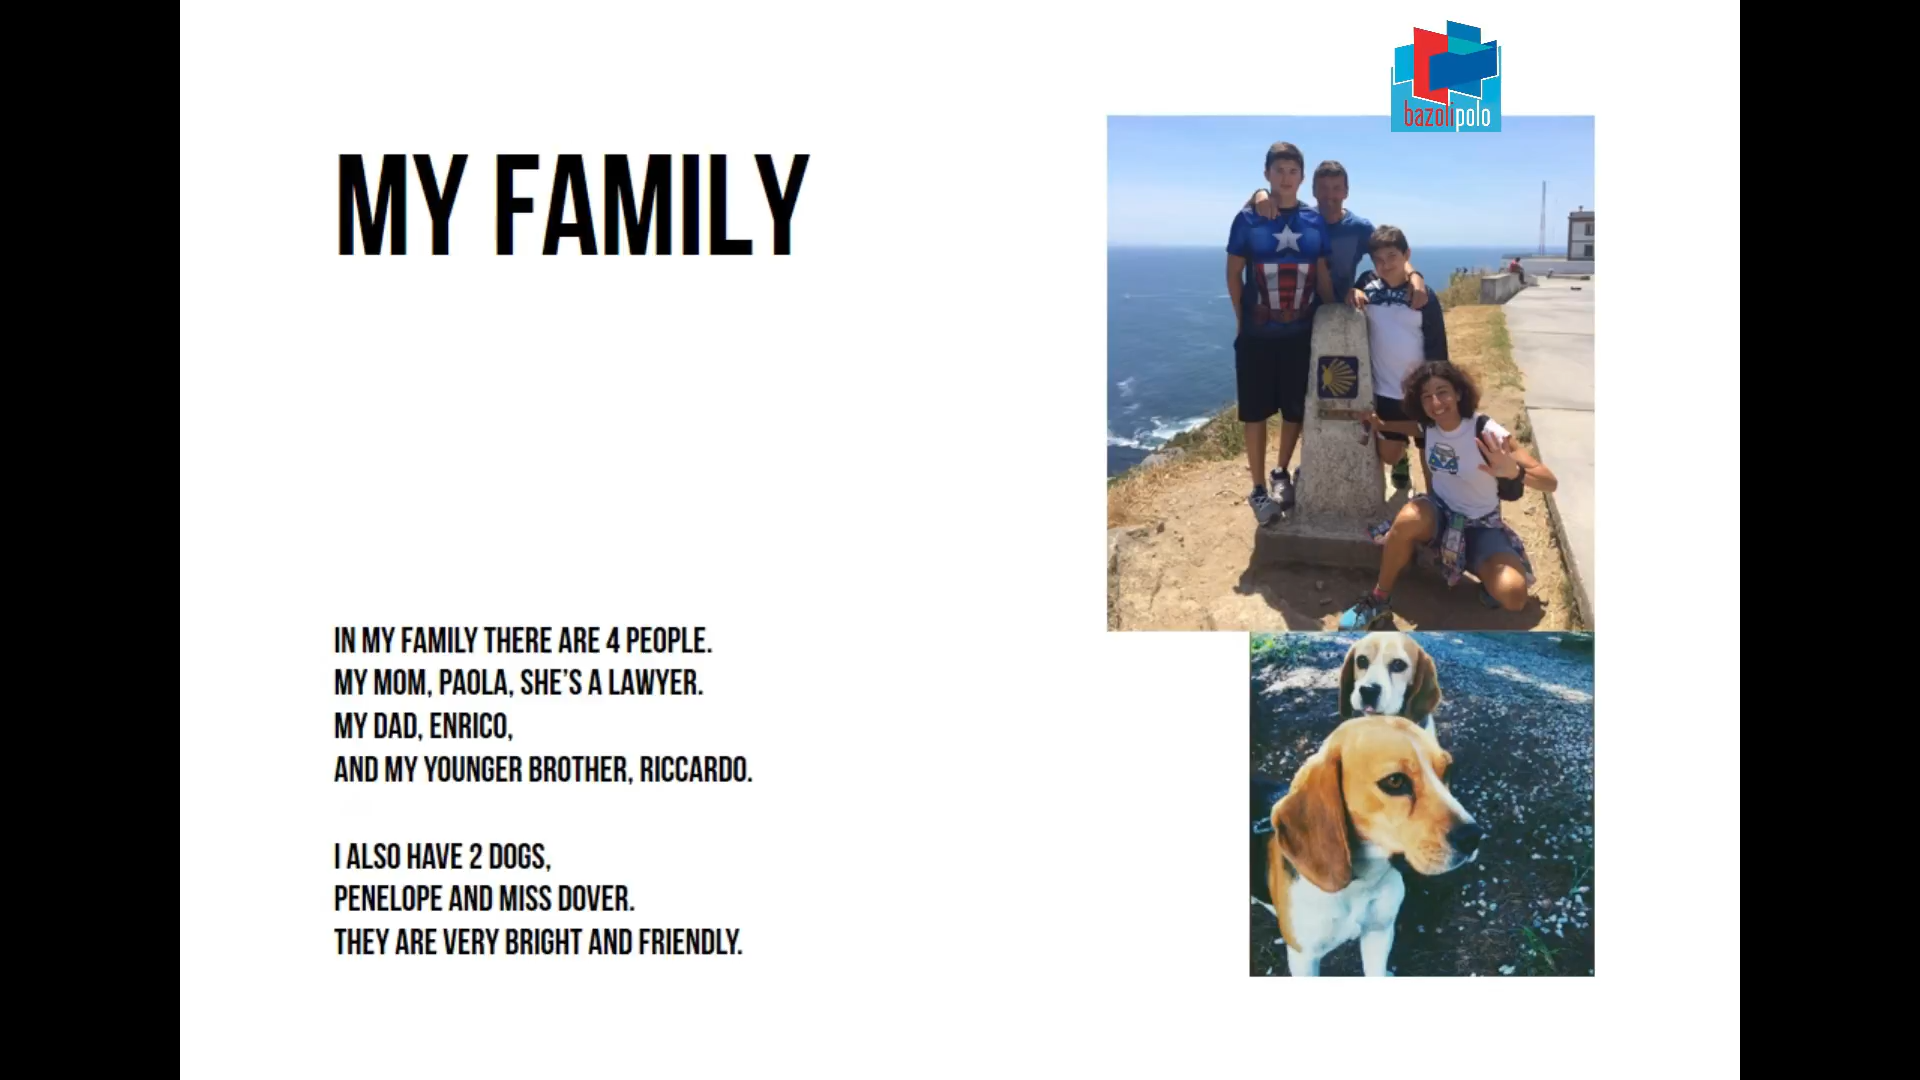 bazolipolo
MY FAMILY
IN MY FAMILY THERE ARE 4 PEOPLE.
MY MOM, PAOLA, SHE'S A LAWYER.
MY DAD, ENRICO,
AND MY YOUNGER BROTHER, RICCARDO.
I ALSO HAVE 2 DOGS,
PENELOPE AND MISS DOVER.
THEY ARE VERY BRIGHT AND FRIENDLY.